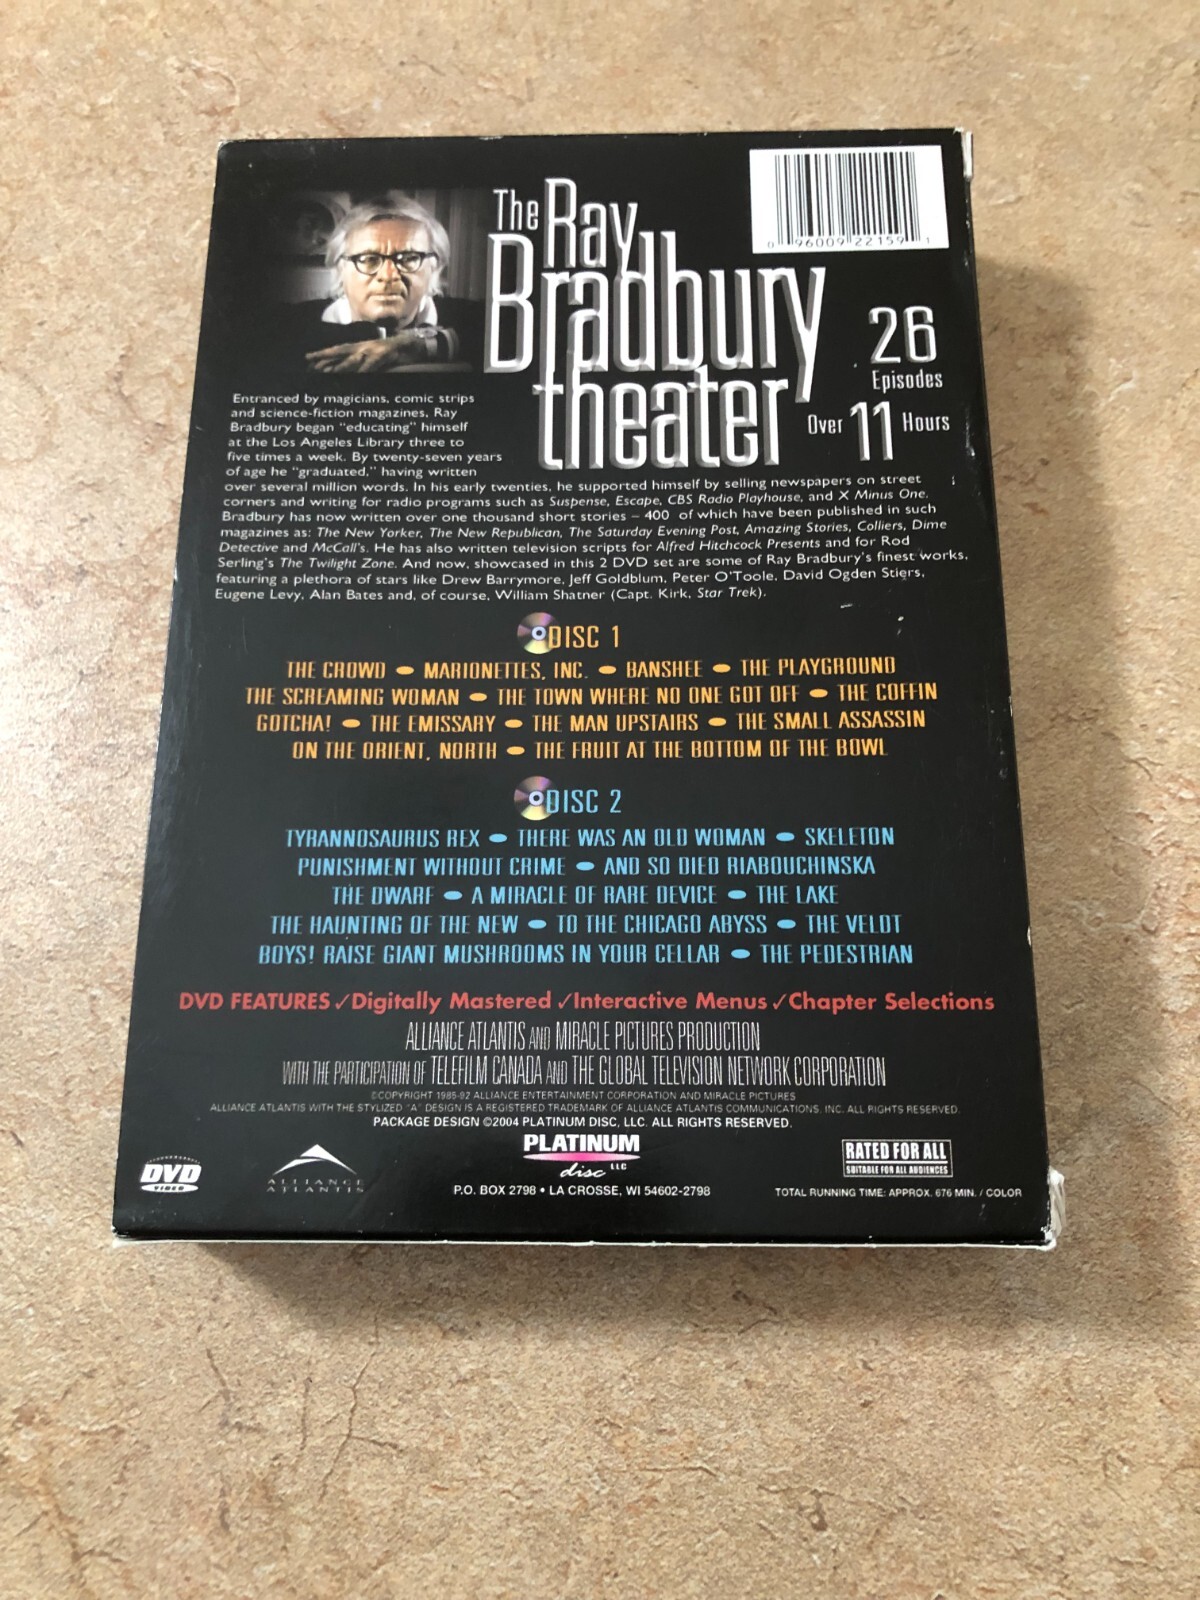 0 96009 22159 1
The Ray
Bradbury
theater
26
Episodes
Over 11 Hours
Entranced by magicians, comic strips
and science-fiction magazines, Ray
Bradbury began "educating" himself
at the Los Angeles Library three to
five times a week. By twenty-seven years
of age he "graduated," having written
over several million words. In his early twenties, he supported himself by selling newspapers on street
corners and writing for radio programs such as Suspense, Escape, CBS Radio Playhouse, and X Minus One.
Bradbury has now written over one thousand short stories – 400 of which have been published in such
magazines as: The New Yorker, The New Republican, The Saturday Evening Post, Amazing Stories, Colliers, Dime
Detective and McCall's. He has also written television scripts for Alfred Hitchcock Presents and for Rod
Serling's The Twilight Zone. And now, showcased in this 2 DVD set are some of Ray Bradbury's finest works,
featuring a plethora of stars like Drew Barrymore, Jeff Goldblum, Peter O'Toole, David Ogden Stiers,
Eugene Levy, Alan Bates and, of course, William Shatner (Capt. Kirk, Star Trek).
DISC 1
THE CROWD • MARIONETTES, INC. • BANSHEE • THE PLAYGROUND
THE SCREAMING WOMAN • THE TOWN WHERE NO ONE GOT OFF • THE COFFIN
GOTCHA! • THE EMISSARY • THE MAN UPSTAIRS • THE SMALL ASSASSIN
ON THE ORIENT, NORTH • THE FRUIT AT THE BOTTOM OF THE BOWL
DISC 2
TYRANNOSAURUS REX • THERE WAS AN OLD WOMAN • SKELETON
PUNISHMENT WITHOUT CRIME • AND SO DIED RIABOUCHINSKA
THE DWARF • A MIRACLE OF RARE DEVICE • THE LAKE
THE HAUNTING OF THE NEW • TO THE CHICAGO ABYSS • THE VELDT
BOYS! RAISE GIANT MUSHROOMS IN YOUR CELLAR • THE PEDESTRIAN
DVD FEATURES ✓Digitally Mastered ✓Interactive Menus ✓Chapter Selections
ALLIANCE ATLANTIS AND MIRACLE PICTURES PRODUCTION
WITH THE PARTICIPATION OF TELEFILM CANADA AND THE GLOBAL TELEVISION NETWORK CORPORATION
©COPYRIGHT 1985-92 ALLIANCE ENTERTAINMENT CORPORATION AND MIRACLE PICTURES
ALLIANCE ATLANTIS WITH THE STYLIZED "A" DESIGN IS A REGISTERED TRADEMARK OF ALLIANCE ATLANTIS COMMUNICATIONS, INC. ALL RIGHTS RESERVED.
PACKAGE DESIGN ©2004 PLATINUM DISC, LLC. ALL RIGHTS RESERVED.
DVD
VIDEO
ALLIANCE
ATLANTIS
PLATINUM
disc LLC
P.O. BOX 2798 • LA CROSSE, WI 54602-2798
RATED FOR ALL
SUITABLE FOR ALL AUDIENCES
TOTAL RUNNING TIME: APPROX. 676 MIN. / COLOR